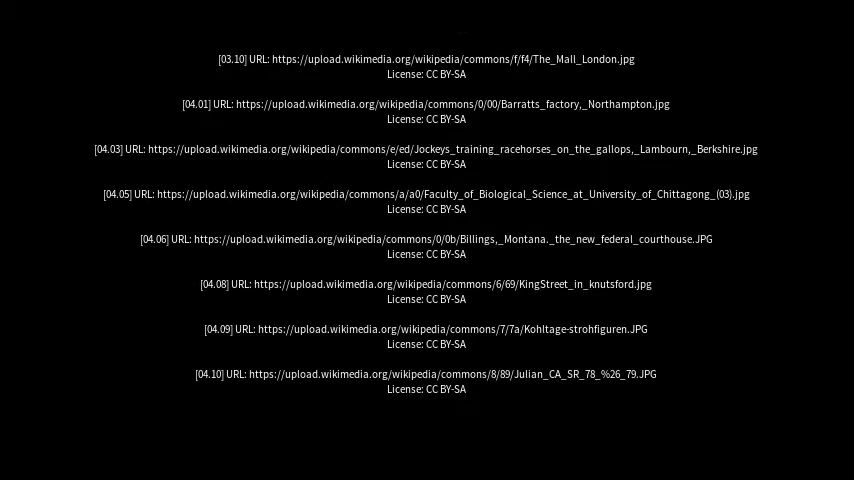 [03.10] URL: https://upload.wikimedia.org/wikipedia/commons/f/f4/The_Mall_London.jpg
License: CC BY-SA
[04.01] URL: https://upload.wikimedia.org/wikipedia/commons/0/00/Barratts_factory,_Northampton.jpg
License: CC BY-SA
[04.03] URL: https://upload.wikimedia.org/wikipedia/commons/e/ed/Jockeys_training_racehorses_on_the_gallops,_Lambourn,_Berkshire.jpg
License: CC BY-SA
[04.05] URL: https://upload.wikimedia.org/wikipedia/commons/a/a0/Faculty_of_Biological_Science_at_University_of_Chittagong_(03).jpg
License: CC BY-SA
[04.06] URL: https://upload.wikimedia.org/wikipedia/commons/0/0b/Billings,_Montana._the_new_federal_courthouse.JPG
License: CC BY-SA
[04.08] URL: https://upload.wikimedia.org/wikipedia/commons/6/69/KingStreet_in_knutsford.jpg
License: CC BY-SA
[04.09] URL: https://upload.wikimedia.org/wikipedia/commons/7/7a/Kohltage-strohfiguren.JPG
License: CC BY-SA
[04.10] URL: https://upload.wikimedia.org/wikipedia/commons/8/89/Julian_CA_SR_78_%26_79.JPG
License: CC BY-SA